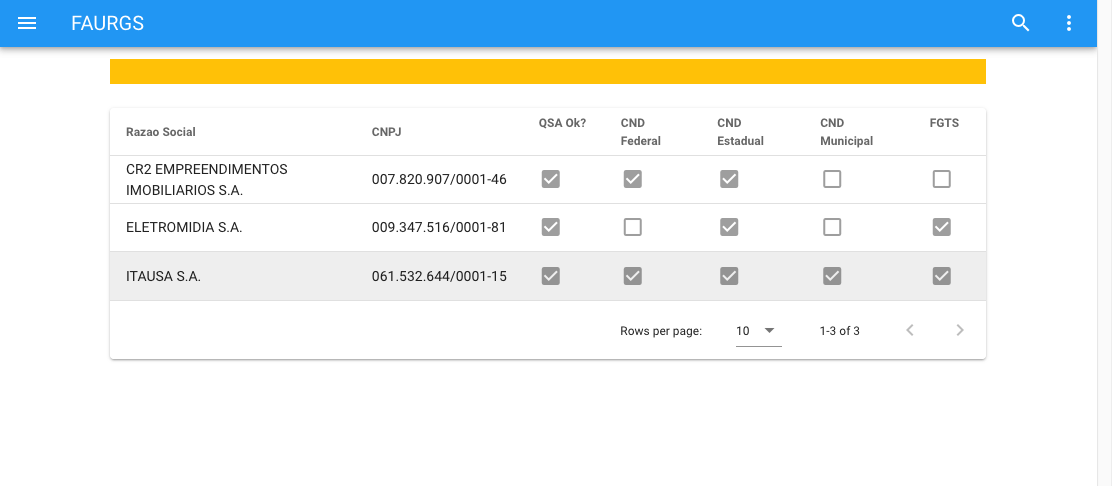 FAURGS
Razao Social CNPJ QSA Ok? CND Federal CND Estadual CND Municipal FGTS
CR2 EMPREENDIMENTOS
IMOBILIARIOS S.A. 007.820.907/0001-46
ELETROMIDIA S.A. 009.347.516/0001-81
ITAUSA S.A. 061.532.644/0001-15
Rows per page: 10 1-3 of 3